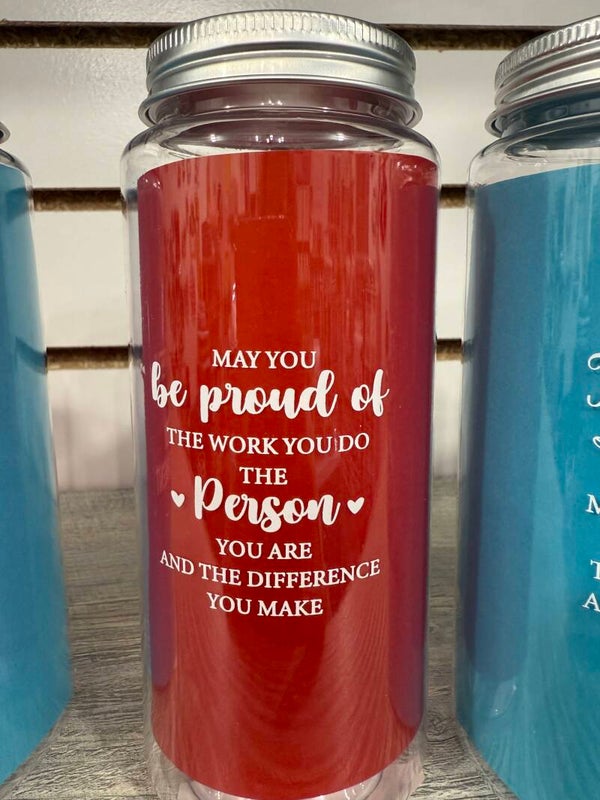 MAY YOU
be proud of
THE WORK YOU DO
THE
Person
YOU ARE
AND THE DIFFERENCE
YOU MAKE